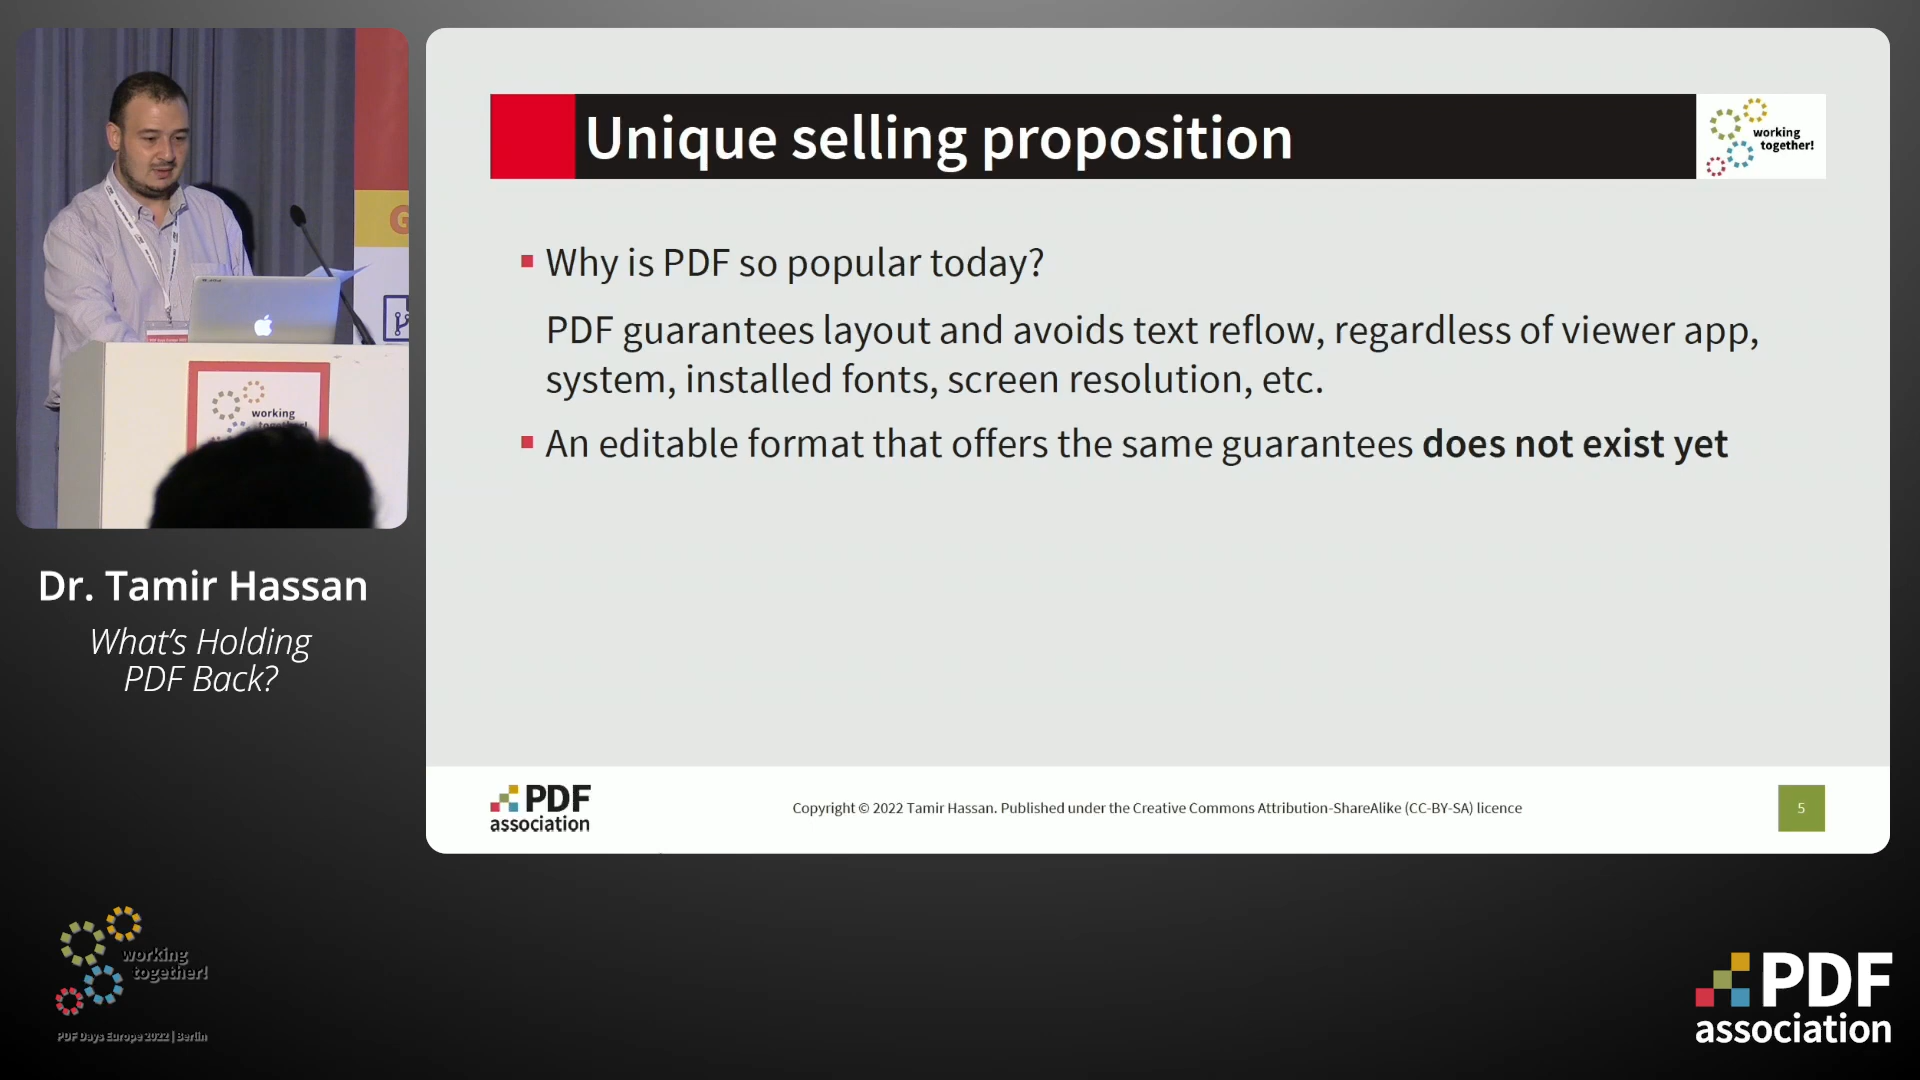 Unique selling proposition
working
together!
Why is PDF so popular today?
PDF guarantees layout and avoids text reflow, regardless of viewer app,
system, installed fonts, screen resolution, etc.
An editable format that offers the same guarantees does not exist yet
PDF
association
Copyright © 2022 Tamir Hassan. Published under the Creative Commons Attribution-ShareAlike (CC-BY-SA) licence
5
G
working
together!
Dr. Tamir Hassan
What's Holding
PDF Back?
working
together!
PDF Days Europe 2022 | Berlin
PDF
association